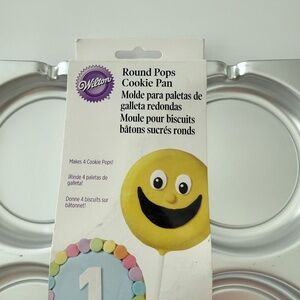 Wilton
Round Pops
Cookie Pan
Molde para paletas de
galleta redondas
Moule pour biscuits
bâtons sucrés ronds
Makes 4 Cookie Pops!
¡Rinde 4 paletas de
galleta!
Donne 4 biscuits sur
bâtonnet!
1